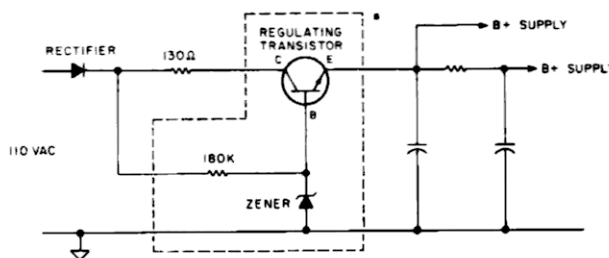 REGULATING
TRANSISTOR
*
B+ SUPPLY
RECTIFIER
130Ω
C
E
B+ SUPPLY
B
110 VAC
180K
ZENER